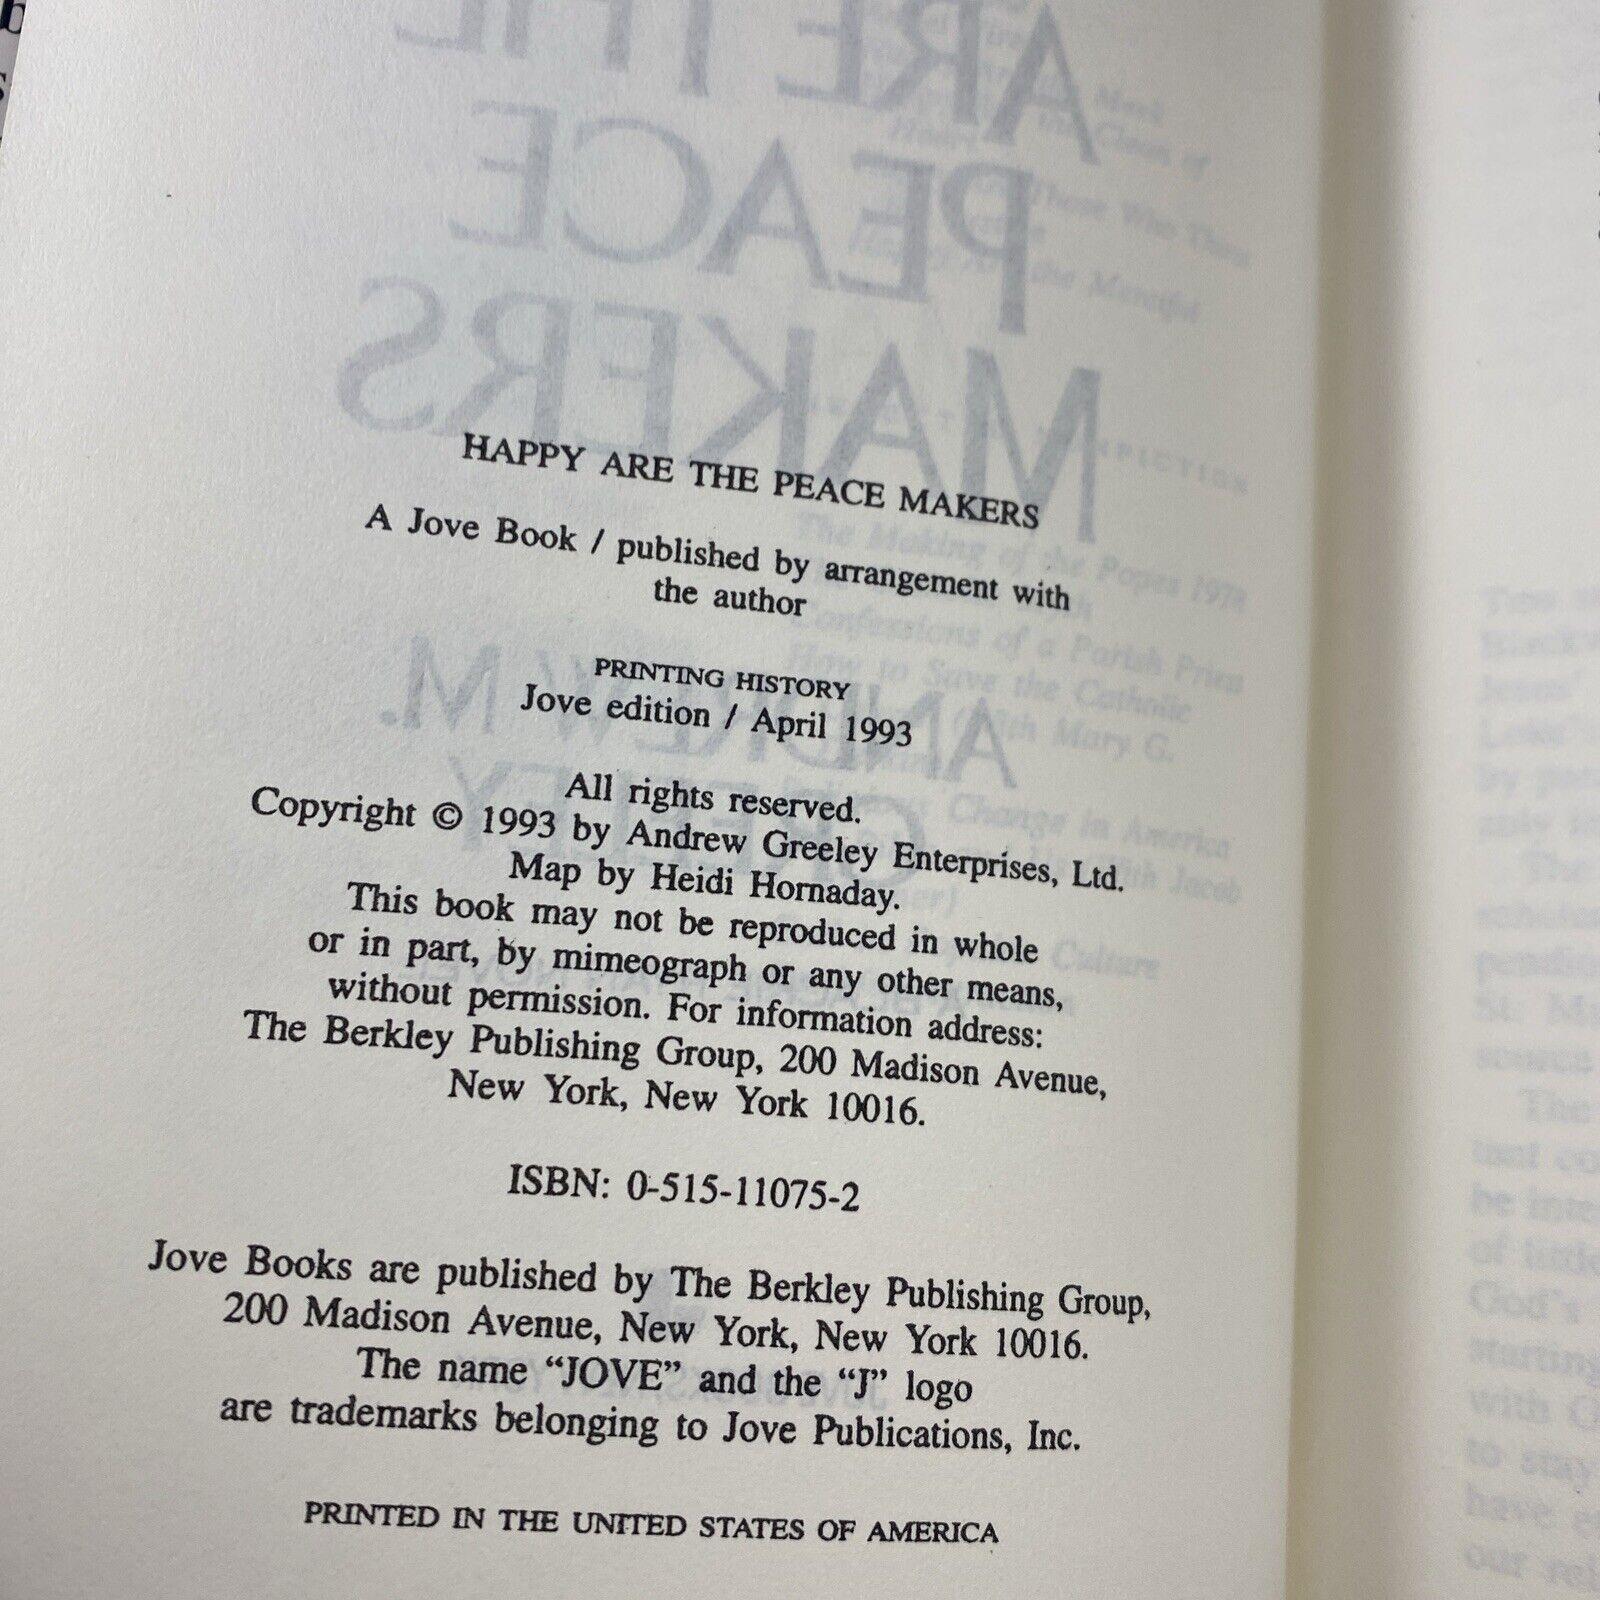 HAPPY ARE THE PEACE MAKERS
A Jove Book / published by arrangement with
the author
PRINTING HISTORY
Jove edition / April 1993
All rights reserved.
Copyright © 1993 by Andrew Greeley Enterprises, Ltd.
Map by Heidi Hornaday.
This book may not be reproduced in whole
or in part, by mimeograph or any other means,
without permission. For information address:
The Berkley Publishing Group, 200 Madison Avenue,
New York, New York 10016.
ISBN: 0-515-11075-2
Jove Books are published by The Berkley Publishing Group,
200 Madison Avenue, New York, New York 10016.
The name “JOVE” and the “J” logo
are trademarks belonging to Jove Publications, Inc.
PRINTED IN THE UNITED STATES OF AMERICA